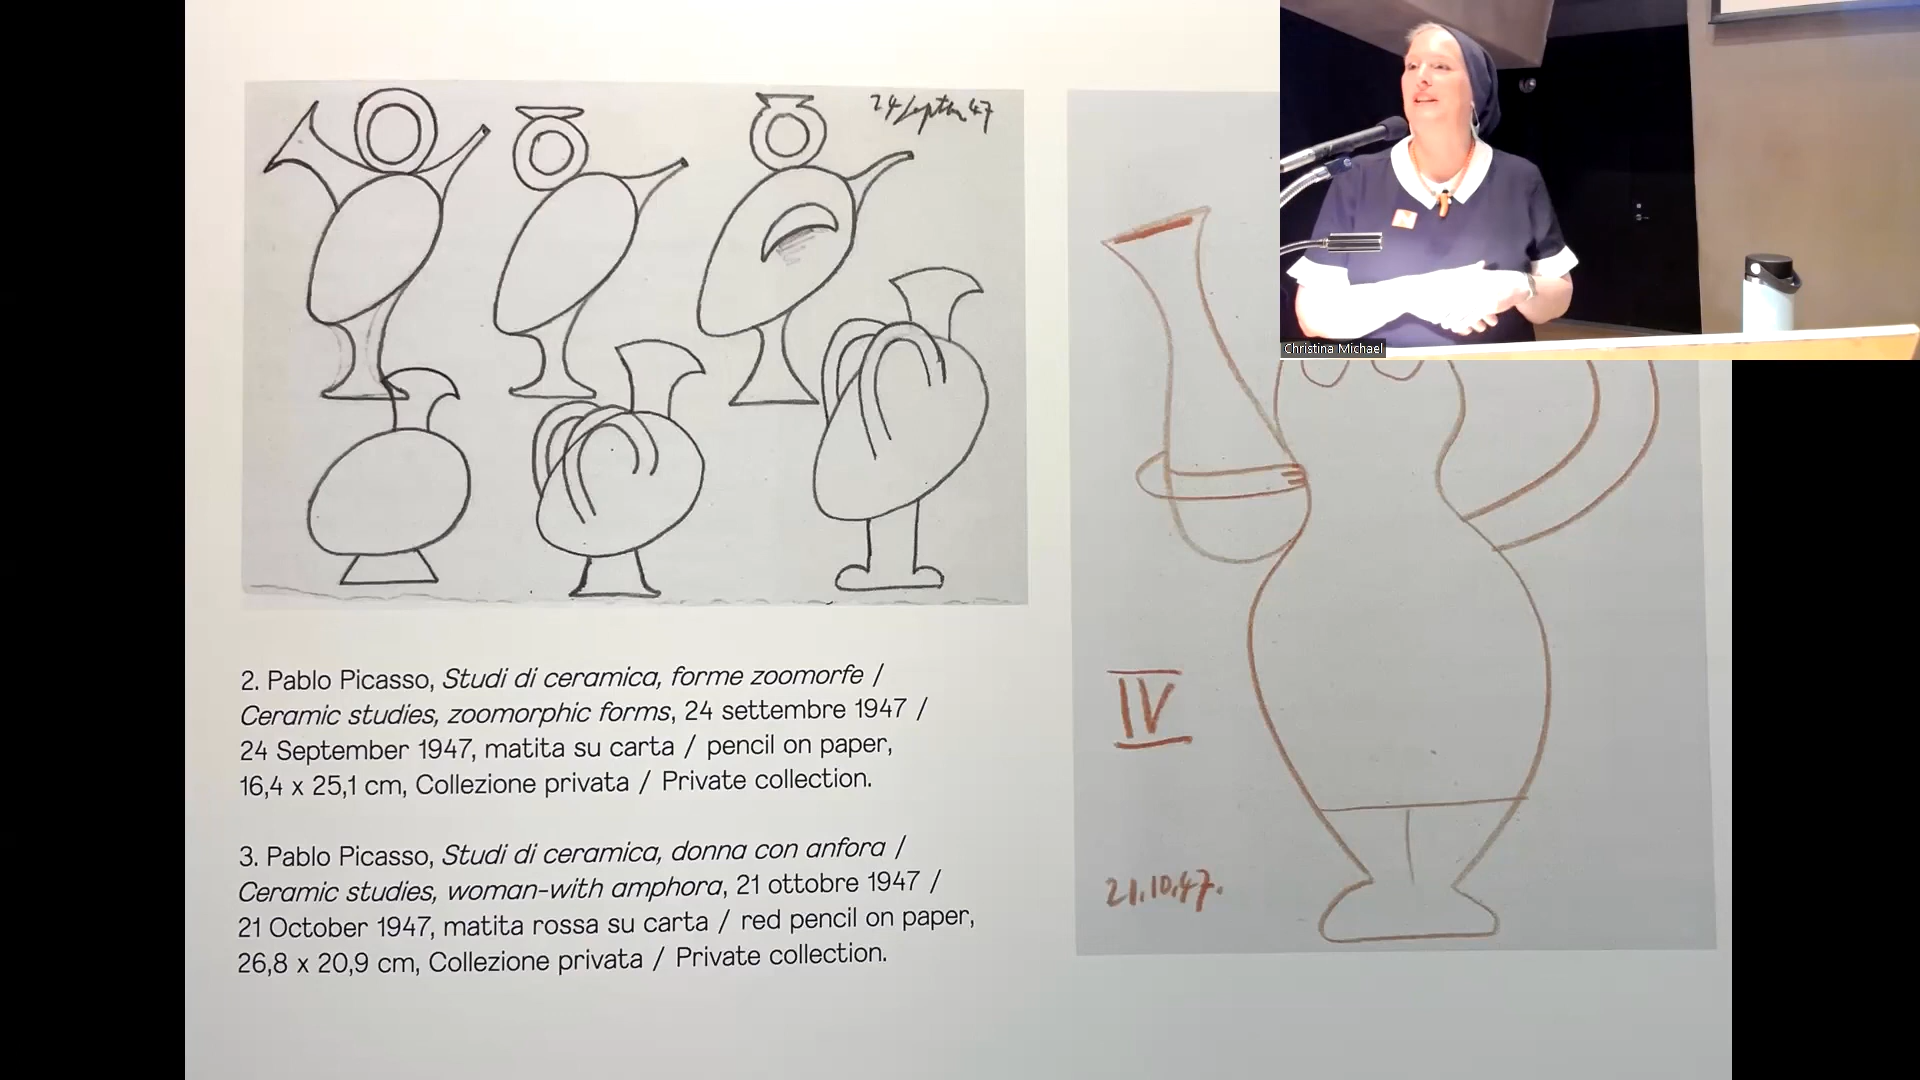 24 Septem 47
Christina Michael
IV
21.10.47.
2. Pablo Picasso, Studi di ceramica, forme zoomorfe /
Ceramic studies, zoomorphic forms, 24 settembre 1947 /
24 September 1947, matita su carta / pencil on paper,
16,4 x 25,1 cm, Collezione privata / Private collection.
3. Pablo Picasso, Studi di ceramica, donna con anfora /
Ceramic studies, woman-with amphora, 21 ottobre 1947 /
21 October 1947, matita rossa su carta / red pencil on paper,
26,8 x 20,9 cm, Collezione privata / Private collection.